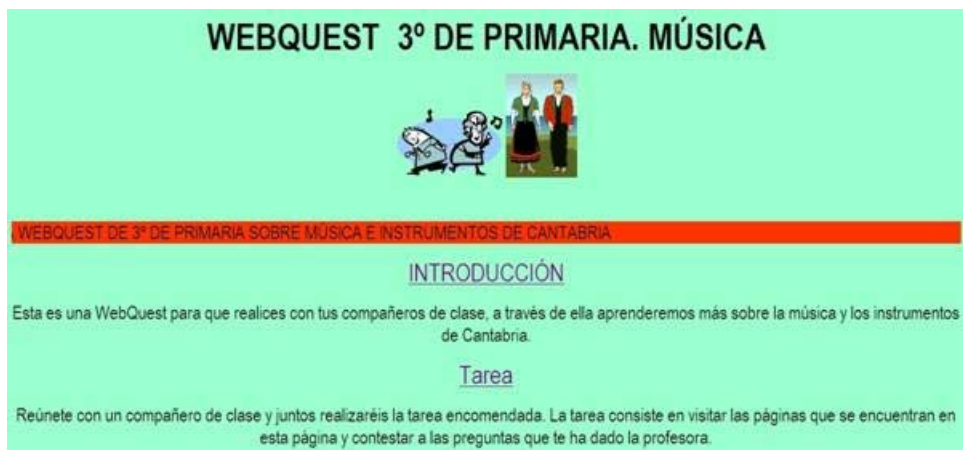 WEBQUEST 3º DE PRIMARIA. MÚSICA
WEBQUEST DE 3º DE PRIMARIA SOBRE MÚSICA E INSTRUMENTOS DE CANTABRIA
INTRODUCCIÓN
Esta es una WebQuest para que realices con tus compañeros de clase, a través de ella aprenderemos más sobre la música y los instrumentos
de Cantabria.
Tarea
Reúnete con un compañero de clase y juntos realizaréis la tarea encomendada. La tarea consiste en visitar las páginas que se encuentran en
esta página y contestar a las preguntas que te ha dado la profesora.